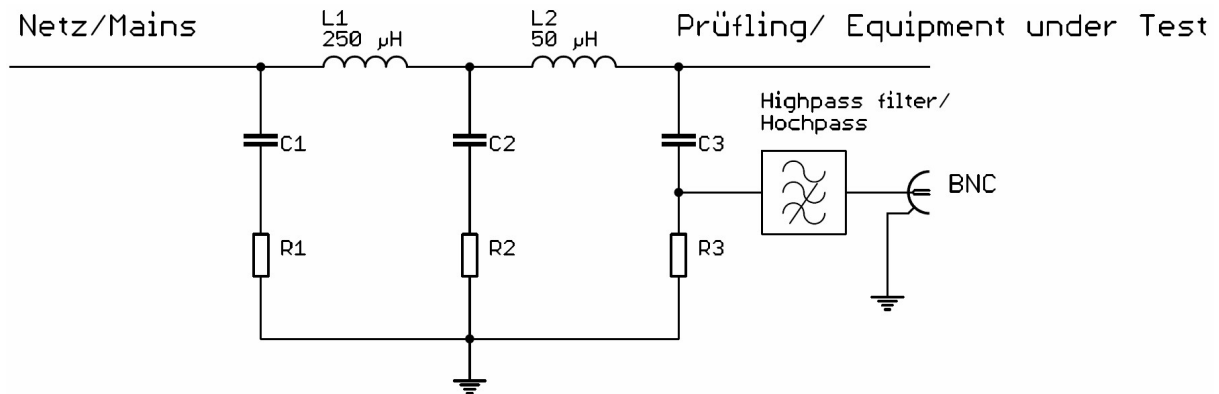 Netz/Mains
L1
250 µH
L2
50 µH
Prüfling/ Equipment under Test
Highpass filter/
Hochpass
C1
C2
C3
BNC
R1
R2
R3